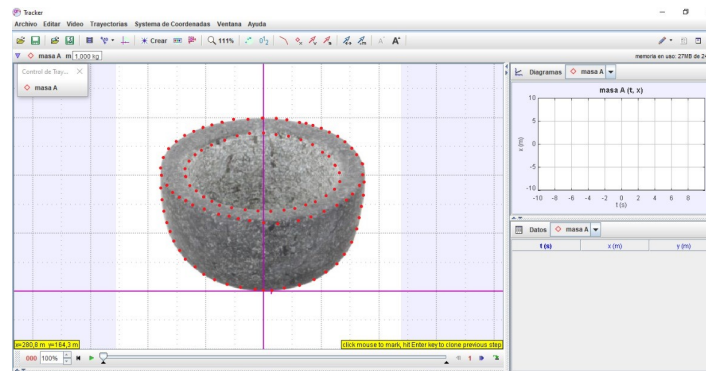 Tracker
Archivo Editar Video Trayectorias Systema de Coordenadas Ventana Ayuda
Crear 111%
masa A m 1,000 kg
memoria en uso: 27MB de 24
Control de Tray...
masa A
Diagramas masa A
masa A (t, x)
10
5
0
-5
-10
x (m)
-10 -8 -6 -4 -2 0 2 4 6 8
t (s)
Datos masa A
t (s) x (m) y (m)
x=280,8 m y=164,3 m
click mouse to mark, hit Enter key to clone previous step
000 100% 1